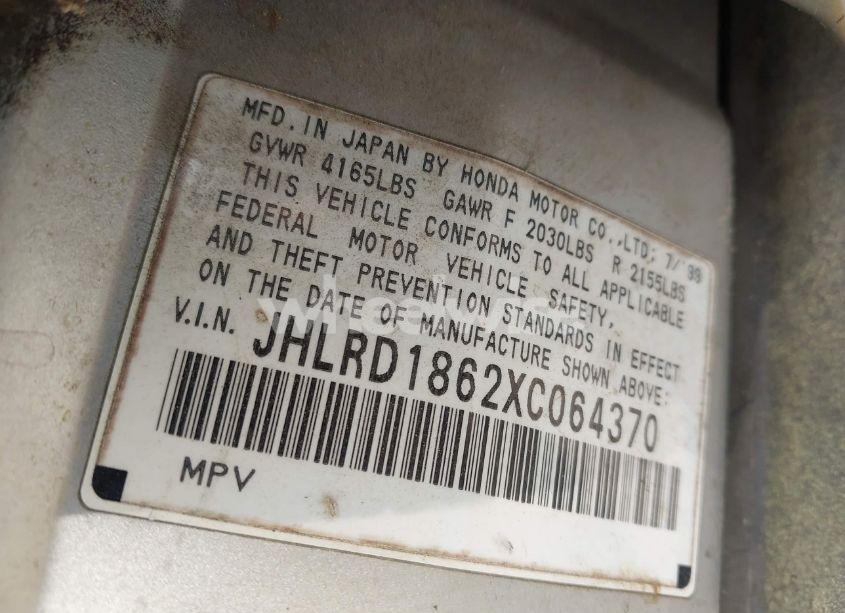 MFD. IN JAPAN BY HONDA MOTOR CO.,LTD; 7/'99
GVWR 4165LBS GAWR F 2030LBS R 2155LBS
THIS VEHICLE CONFORMS TO ALL APPLICABLE
FEDERAL MOTOR VEHICLE SAFETY,
AND THEFT PREVENTION STANDARDS IN EFFECT
ON THE DATE OF MANUFACTURE SHOWN ABOVE:
V.I.N. JHLRD1862XC064370
MPV